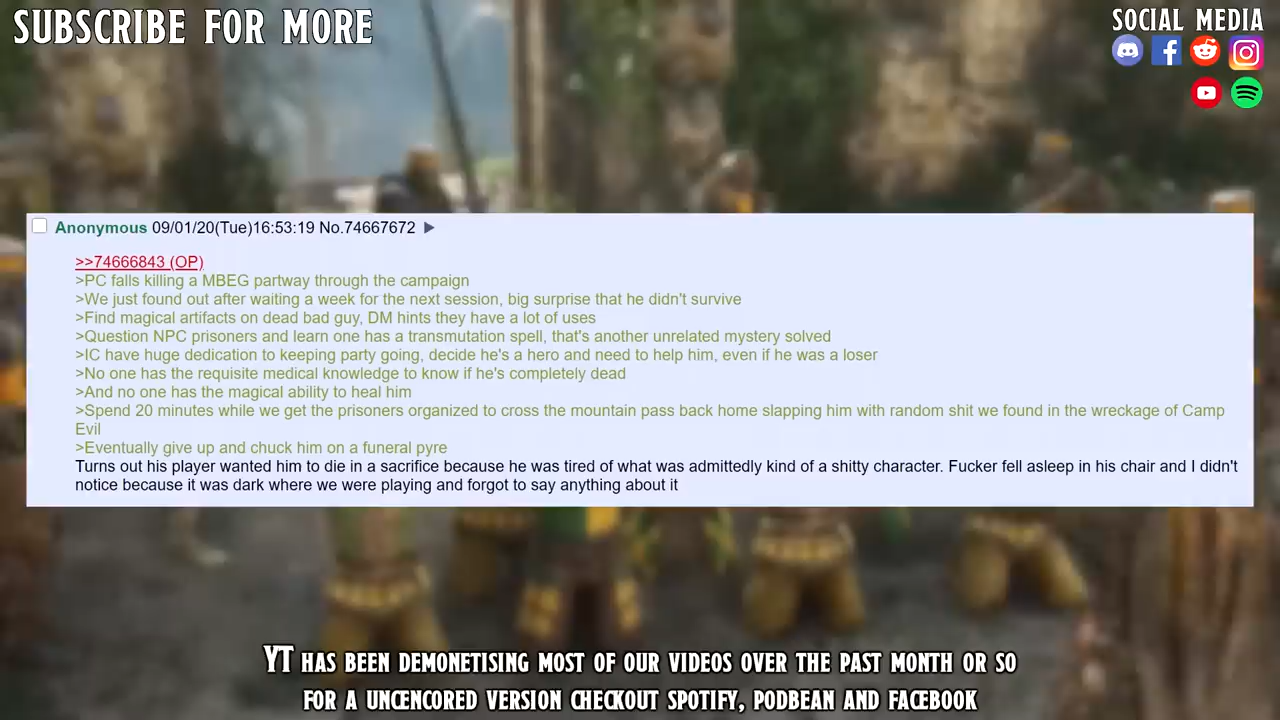 SUBSCRIBE FOR MORE
SOCIAL MEDIA
Anonymous 09/01/20(Tue)16:53:19 No.74667672 ▶
>>74666843 (OP)
>PC falls killing a MBEG partway through the campaign
>We just found out after waiting a week for the next session, big surprise that he didn't survive
>Find magical artifacts on dead bad guy, DM hints they have a lot of uses
>Question NPC prisoners and learn one has a transmutation spell, that's another unrelated mystery solved
>IC have huge dedication to keeping party going, decide he's a hero and need to help him, even if he was a loser
>No one has the requisite medical knowledge to know if he's completely dead
>And no one has the magical ability to heal him
>Spend 20 minutes while we get the prisoners organized to cross the mountain pass back home slapping him with random shit we found in the wreckage of Camp
Evil
>Eventually give up and chuck him on a funeral pyre
Turns out his player wanted him to die in a sacrifice because he was tired of what was admittedly kind of a shitty character. Fucker fell asleep in his chair and I didn't
notice because it was dark where we were playing and forgot to say anything about it
YT HAS BEEN DEMONETISING MOST OF OUR VIDEOS OVER THE PAST MONTH OR SO
FOR A UNCENCORED VERSION CHECKOUT SPOTIFY, PODBEAN AND FACEBOOK